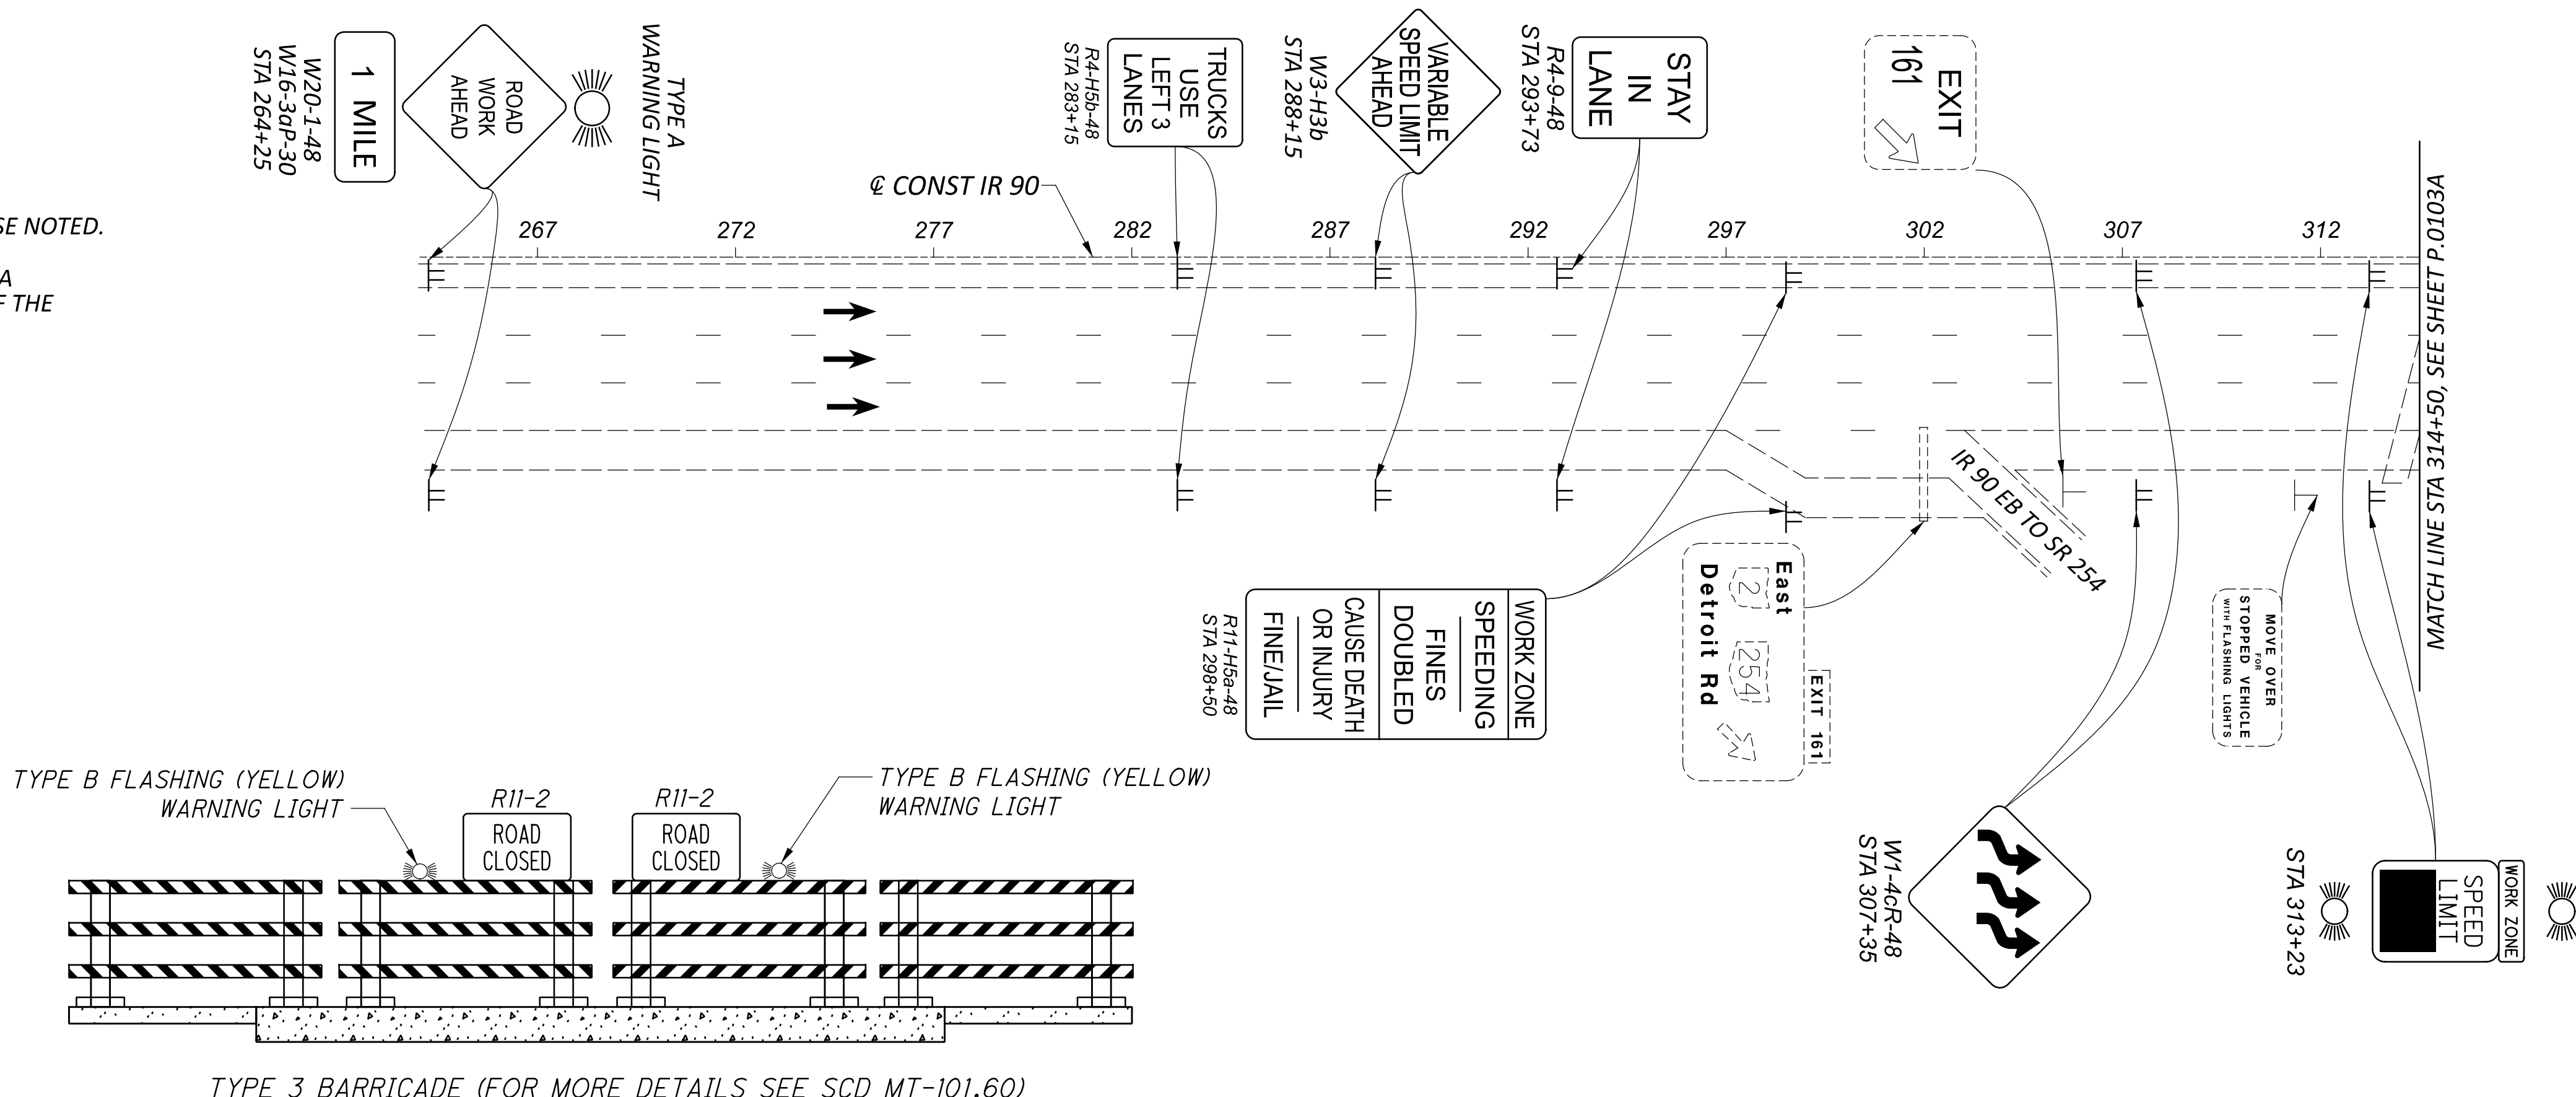 SE NOTED.
A
F THE
1 MILE
W20-1-48
W16-3aP-30
STA 264+25
ROAD
WORK
AHEAD
TYPE A
WARNING LIGHT
TRUCKS
USE
LEFT 3
LANES
R4-H5b-48
STA 283+15
VARIABLE
SPEED LIMIT
AHEAD
W3-H3b
STA 288+15
STAY
IN
LANE
R4-9-48
STA 293+73
EXIT
161
℄ CONST IR 90
267
272
277
282
287
292
297
302
307
312
MATCH LINE STA 314+50, SEE SHEET P.0103A
IR 90 EB TO SR 254
WORK ZONE
SPEEDING
FINES
DOUBLED
CAUSE DEATH
OR INJURY
FINE/JAIL
R11-H5a-48
STA 298+50
EXIT 161
East
2 254
Detroit Rd
MOVE OVER
FOR
STOPPED VEHICLE
WITH FLASHING LIGHTS
W1-4cR-48
STA 307+35
WORK ZONE
SPEED
LIMIT
STA 313+23
TYPE B FLASHING (YELLOW)
WARNING LIGHT
R11-2
ROAD
CLOSED
R11-2
ROAD
CLOSED
TYPE B FLASHING (YELLOW)
WARNING LIGHT
TYPE 3 BARRICADE (FOR MORE DETAILS SEE SCD MT-101.60)